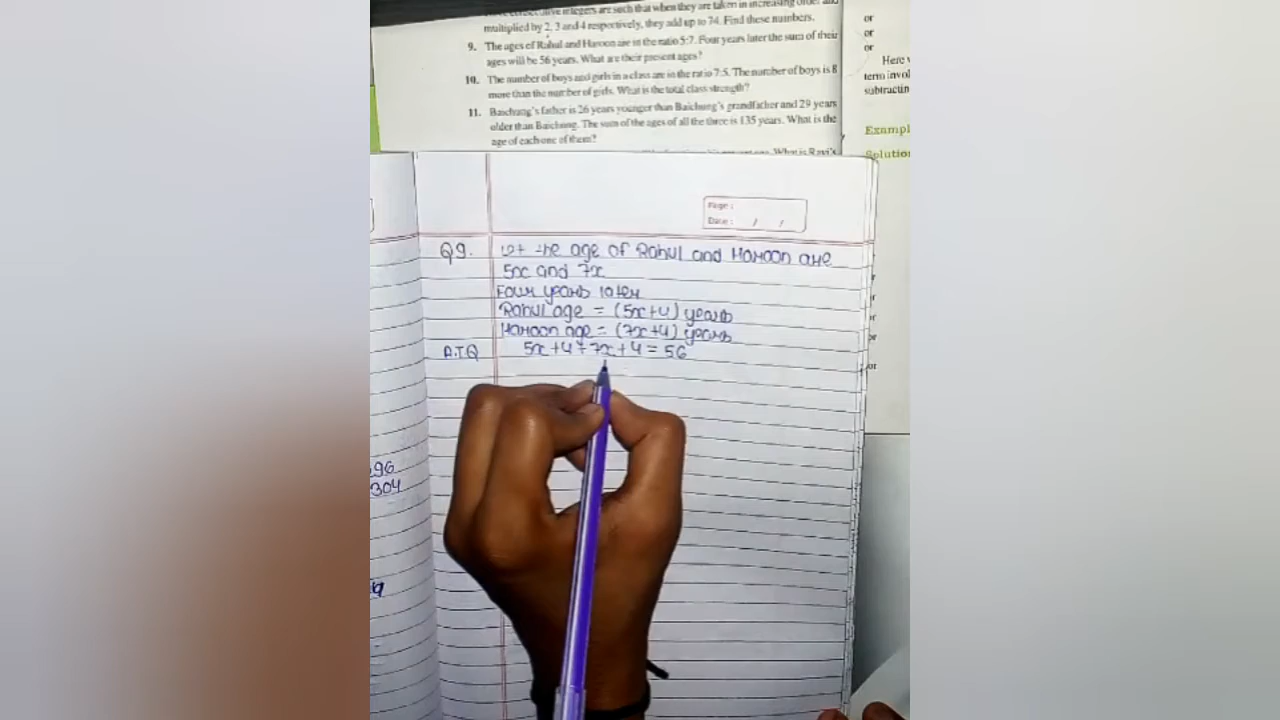 multiplied by 2, 3 and 4 respectively, they add up to 74. Find these numbers.
9. The ages of Rahul and Haroon are in the ratio 5:7. Four years later the sum of their
ages will be 56 years. What are their present ages?
10. The number of boys and girls in a class are in the ratio 7:5. The number of boys is 8
more than the number of girls. What is the total class strength?
11. Baichung's father is 26 years younger than Baichung's grandfather and 29 years
older than Baichung. The sum of the ages of all the three is 135 years. What is the
age of each one of them?
What is Ravi's
or
or
or
Here
term invol
subtractin
Exampl
Solution
Page :
Date : / /
Q9. let the age of Rahul and Haroon are
5x and 7x
Four years later
Rahul age = (5x+4) years
Haroon age = (7x+4) years
A.T.Q 5x+4+7x+4 = 56
96
304
or